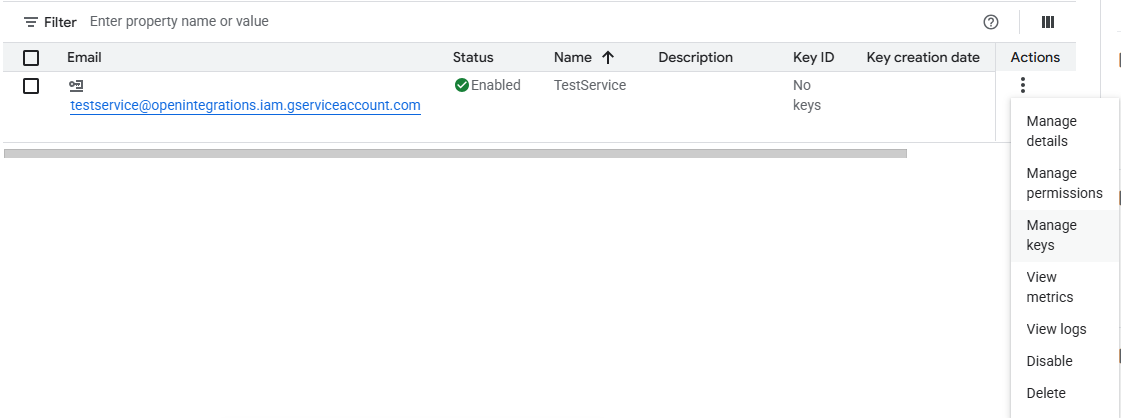 Filter Enter property name or value
Email Status Name Description Key ID Key creation date Actions
testservice@openintegrations.iam.gserviceaccount.com Enabled TestService No keys
Manage details
Manage permissions
Manage keys
View metrics
View logs
Disable
Delete